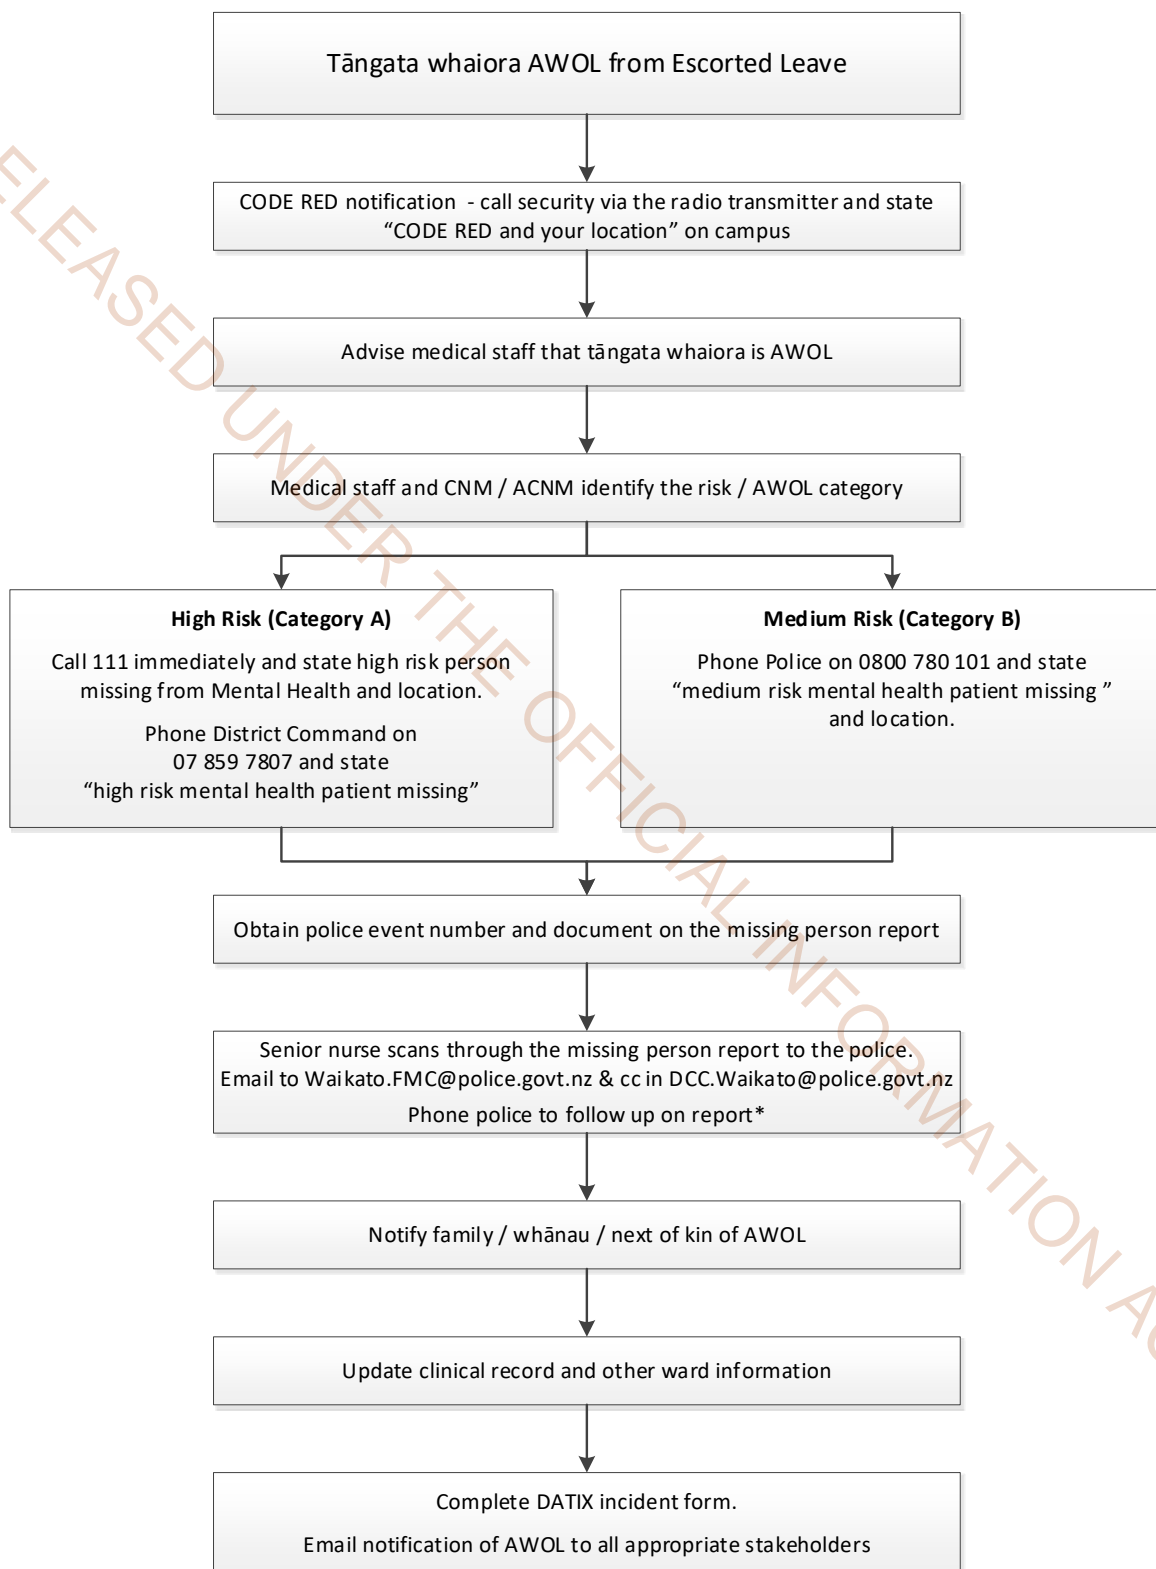 Tāngata whaiora AWOL from Escorted Leave
CODE RED notification - call security via the radio transmitter and state
“CODE RED and your location” on campus
Advise medical staff that tāngata whaiora is AWOL
Medical staff and CNM / ACNM identify the risk / AWOL category
High Risk (Category A)
Call 111 immediately and state high risk person
missing from Mental Health and location.
Phone District Command on
07 859 7807 and state
“high risk mental health patient missing”
Medium Risk (Category B)
Phone Police on 0800 780 101 and state
“medium risk mental health patient missing ”
and location.
Obtain police event number and document on the missing person report
Senior nurse scans through the missing person report to the police.
Email to Waikato.FMC@police.govt.nz & cc in DCC.Waikato@police.govt.nz
Phone police to follow up on report*
Notify family / whānau / next of kin of AWOL
Update clinical record and other ward information
Complete DATIX incident form.
Email notification of AWOL to all appropriate stakeholders
ELEASED UNDER THE OFFICIAL INFORMATION AC